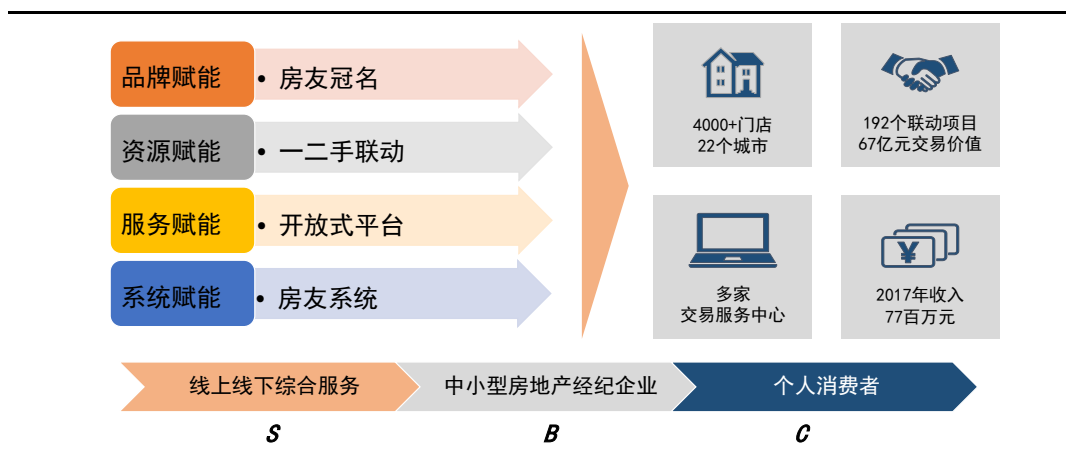 品牌赋能
• 房友冠名
资源赋能
• 一二手联动
服务赋能
• 开放式平台
系统赋能
• 房友系统
4000+门店
22个城市
192个联动项目
67亿元交易价值
多家
交易服务中心
¥
2017年收入
77百万元
线上线下综合服务
中小型房地产经纪企业
个人消费者
S
B
C